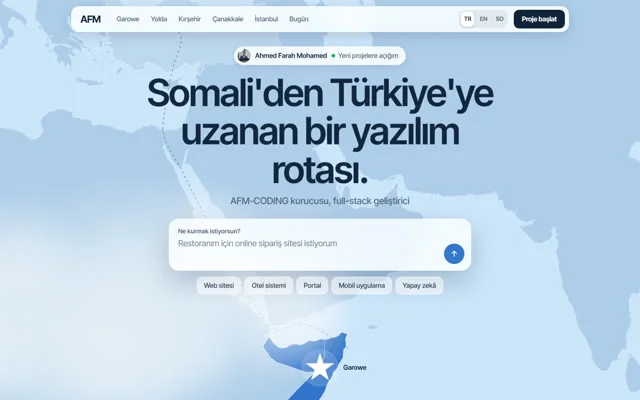 AFM Garowe Yolda Kırşehir Çanakkale İstanbul Bugün TR EN SO Proje başlat
Ahmed Farah Mohamed Yeni projelere açığım
Somali'den Türkiye'ye
uzanan bir yazılım
rotası.
AFM-CODING kurucusu, full-stack geliştirici
Ne kurmak istiyorsun?
Restoranım için online sipariş sitesi istiyorum
Web sitesi Otel sistemi Portal Mobil uygulama Yapay zekâ
Garowe